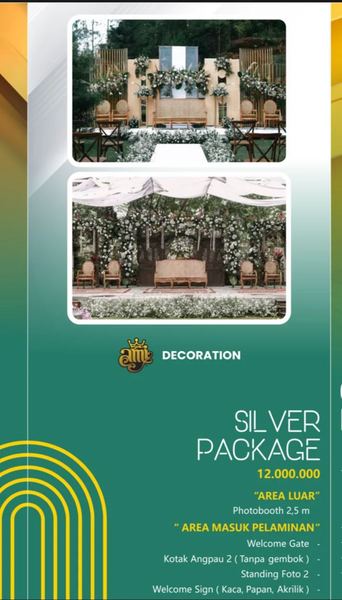 ami
DECORATION
SILVER
PACKAGE
12.000.000
“AREA LUAR”
Photobooth 2,5 m
“ AREA MASUK PELAMINAN”
Welcome Gate -
Kotak Angpau 2 ( Tanpa gembok ) -
Standing Foto 2 -
Welcome Sign ( Kaca, Papan, Akrilik ) -